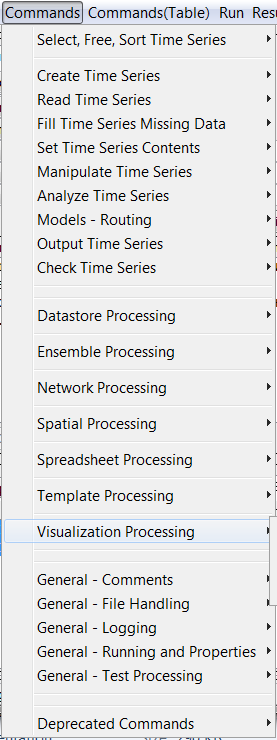 Commands Commands(Table) Run
Select, Free, Sort Time Series
Create Time Series
Read Time Series
Fill Time Series Missing Data
Set Time Series Contents
Manipulate Time Series
Analyze Time Series
Models - Routing
Output Time Series
Check Time Series
Datastore Processing
Ensemble Processing
Network Processing
Spatial Processing
Spreadsheet Processing
Template Processing
Visualization Processing
General - Comments
General - File Handling
General - Logging
General - Running and Properties
General - Test Processing
Deprecated Commands